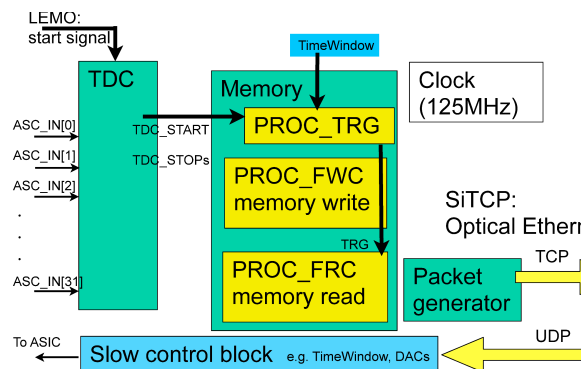 LEMO:
start signal
TimeWindow
TDC
Memory
Clock
(125MHz)
ASC_IN[0]
TDC_START
PROC_TRG
ASC_IN[1]
TDC_STOPs
ASC_IN[2]
PROC_FWC
memory write
.
.
.
SiTCP:
Optical Ethern
TRG
TCP
PROC_FRC
memory read
Packet
generator
ASC_IN[31]
UDP
To ASIC
Slow control block e.g. TimeWindow, DACs